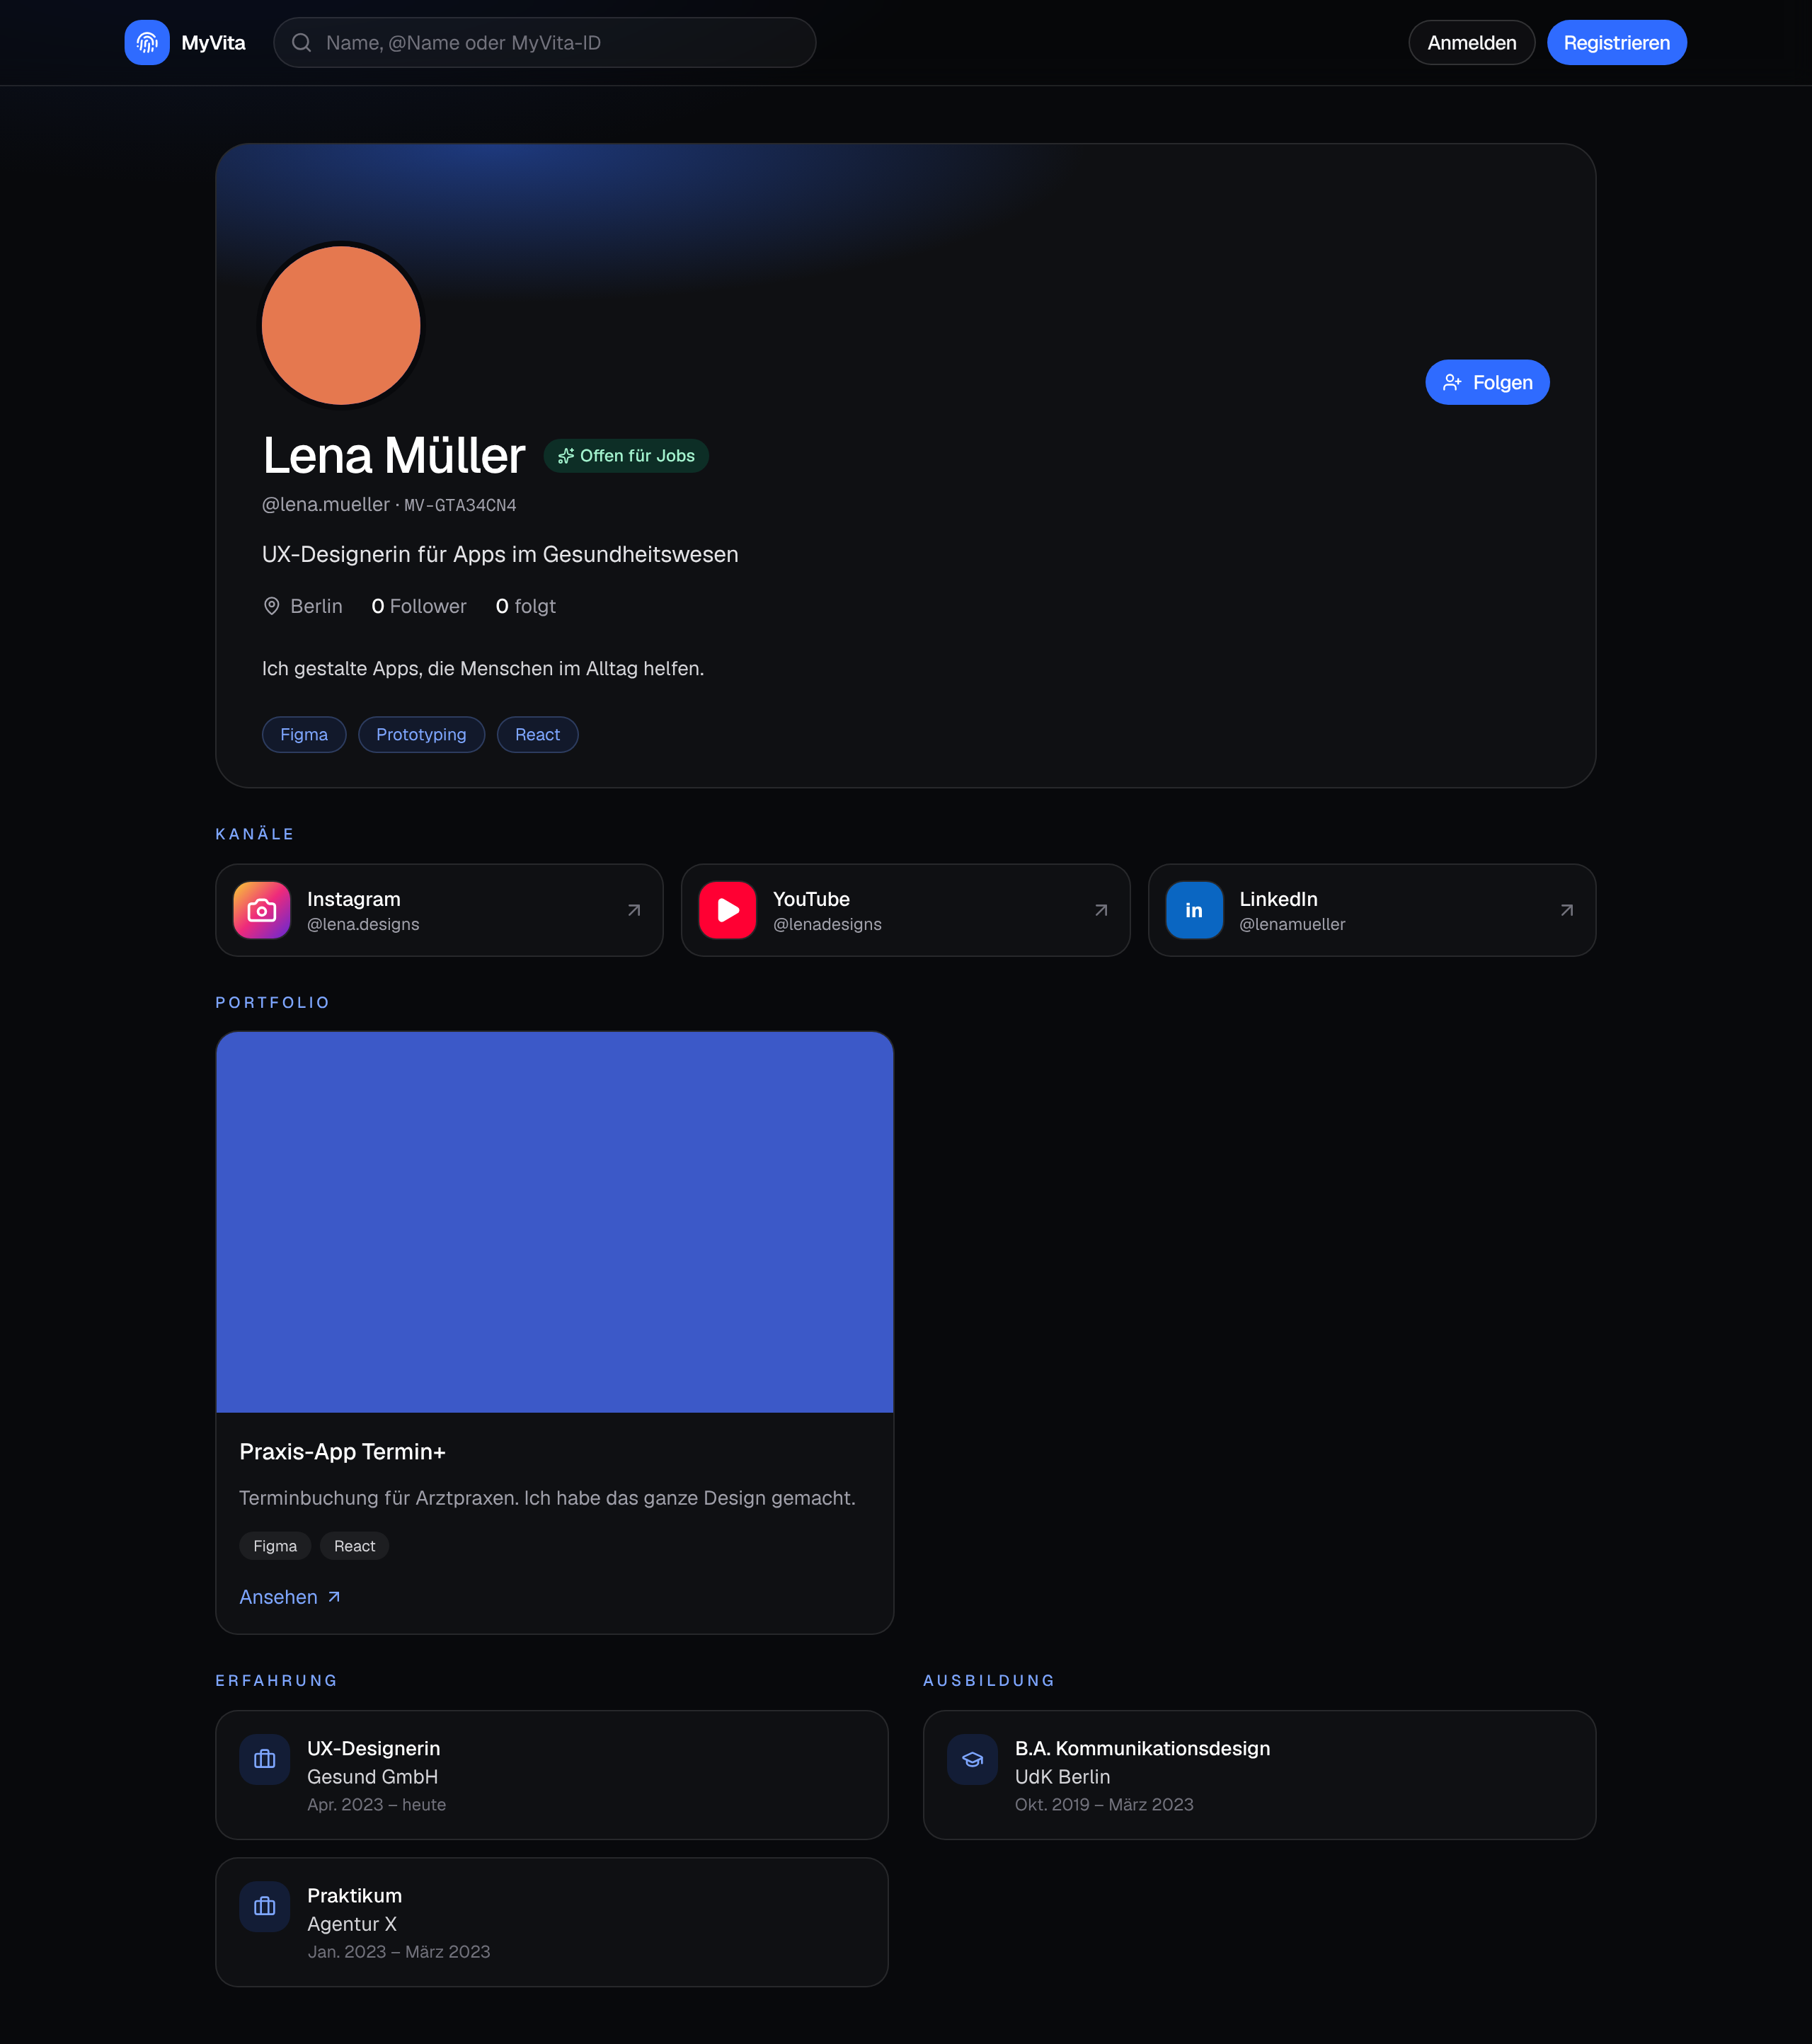 MyVita
Name, @Name oder MyVita-ID
Anmelden
Registrieren
Folgen
Lena Müller
Offen für Jobs
@lena.mueller · MV-GTA34CN4
UX-Designerin für Apps im Gesundheitswesen
Berlin 0 Follower 0 folgt
Ich gestalte Apps, die Menschen im Alltag helfen.
Figma Prototyping React
KANÄLE
Instagram
@lena.designs
YouTube
@lenadesigns
in
LinkedIn
@lenamueller
PORTFOLIO
Praxis-App Termin+
Terminbuchung für Arztpraxen. Ich habe das ganze Design gemacht.
Figma React
Ansehen
ERFAHRUNG
UX-Designerin
Gesund GmbH
Apr. 2023 – heute
Praktikum
Agentur X
Jan. 2023 – März 2023
AUSBILDUNG
B.A. Kommunikationsdesign
UdK Berlin
Okt. 2019 – März 2023